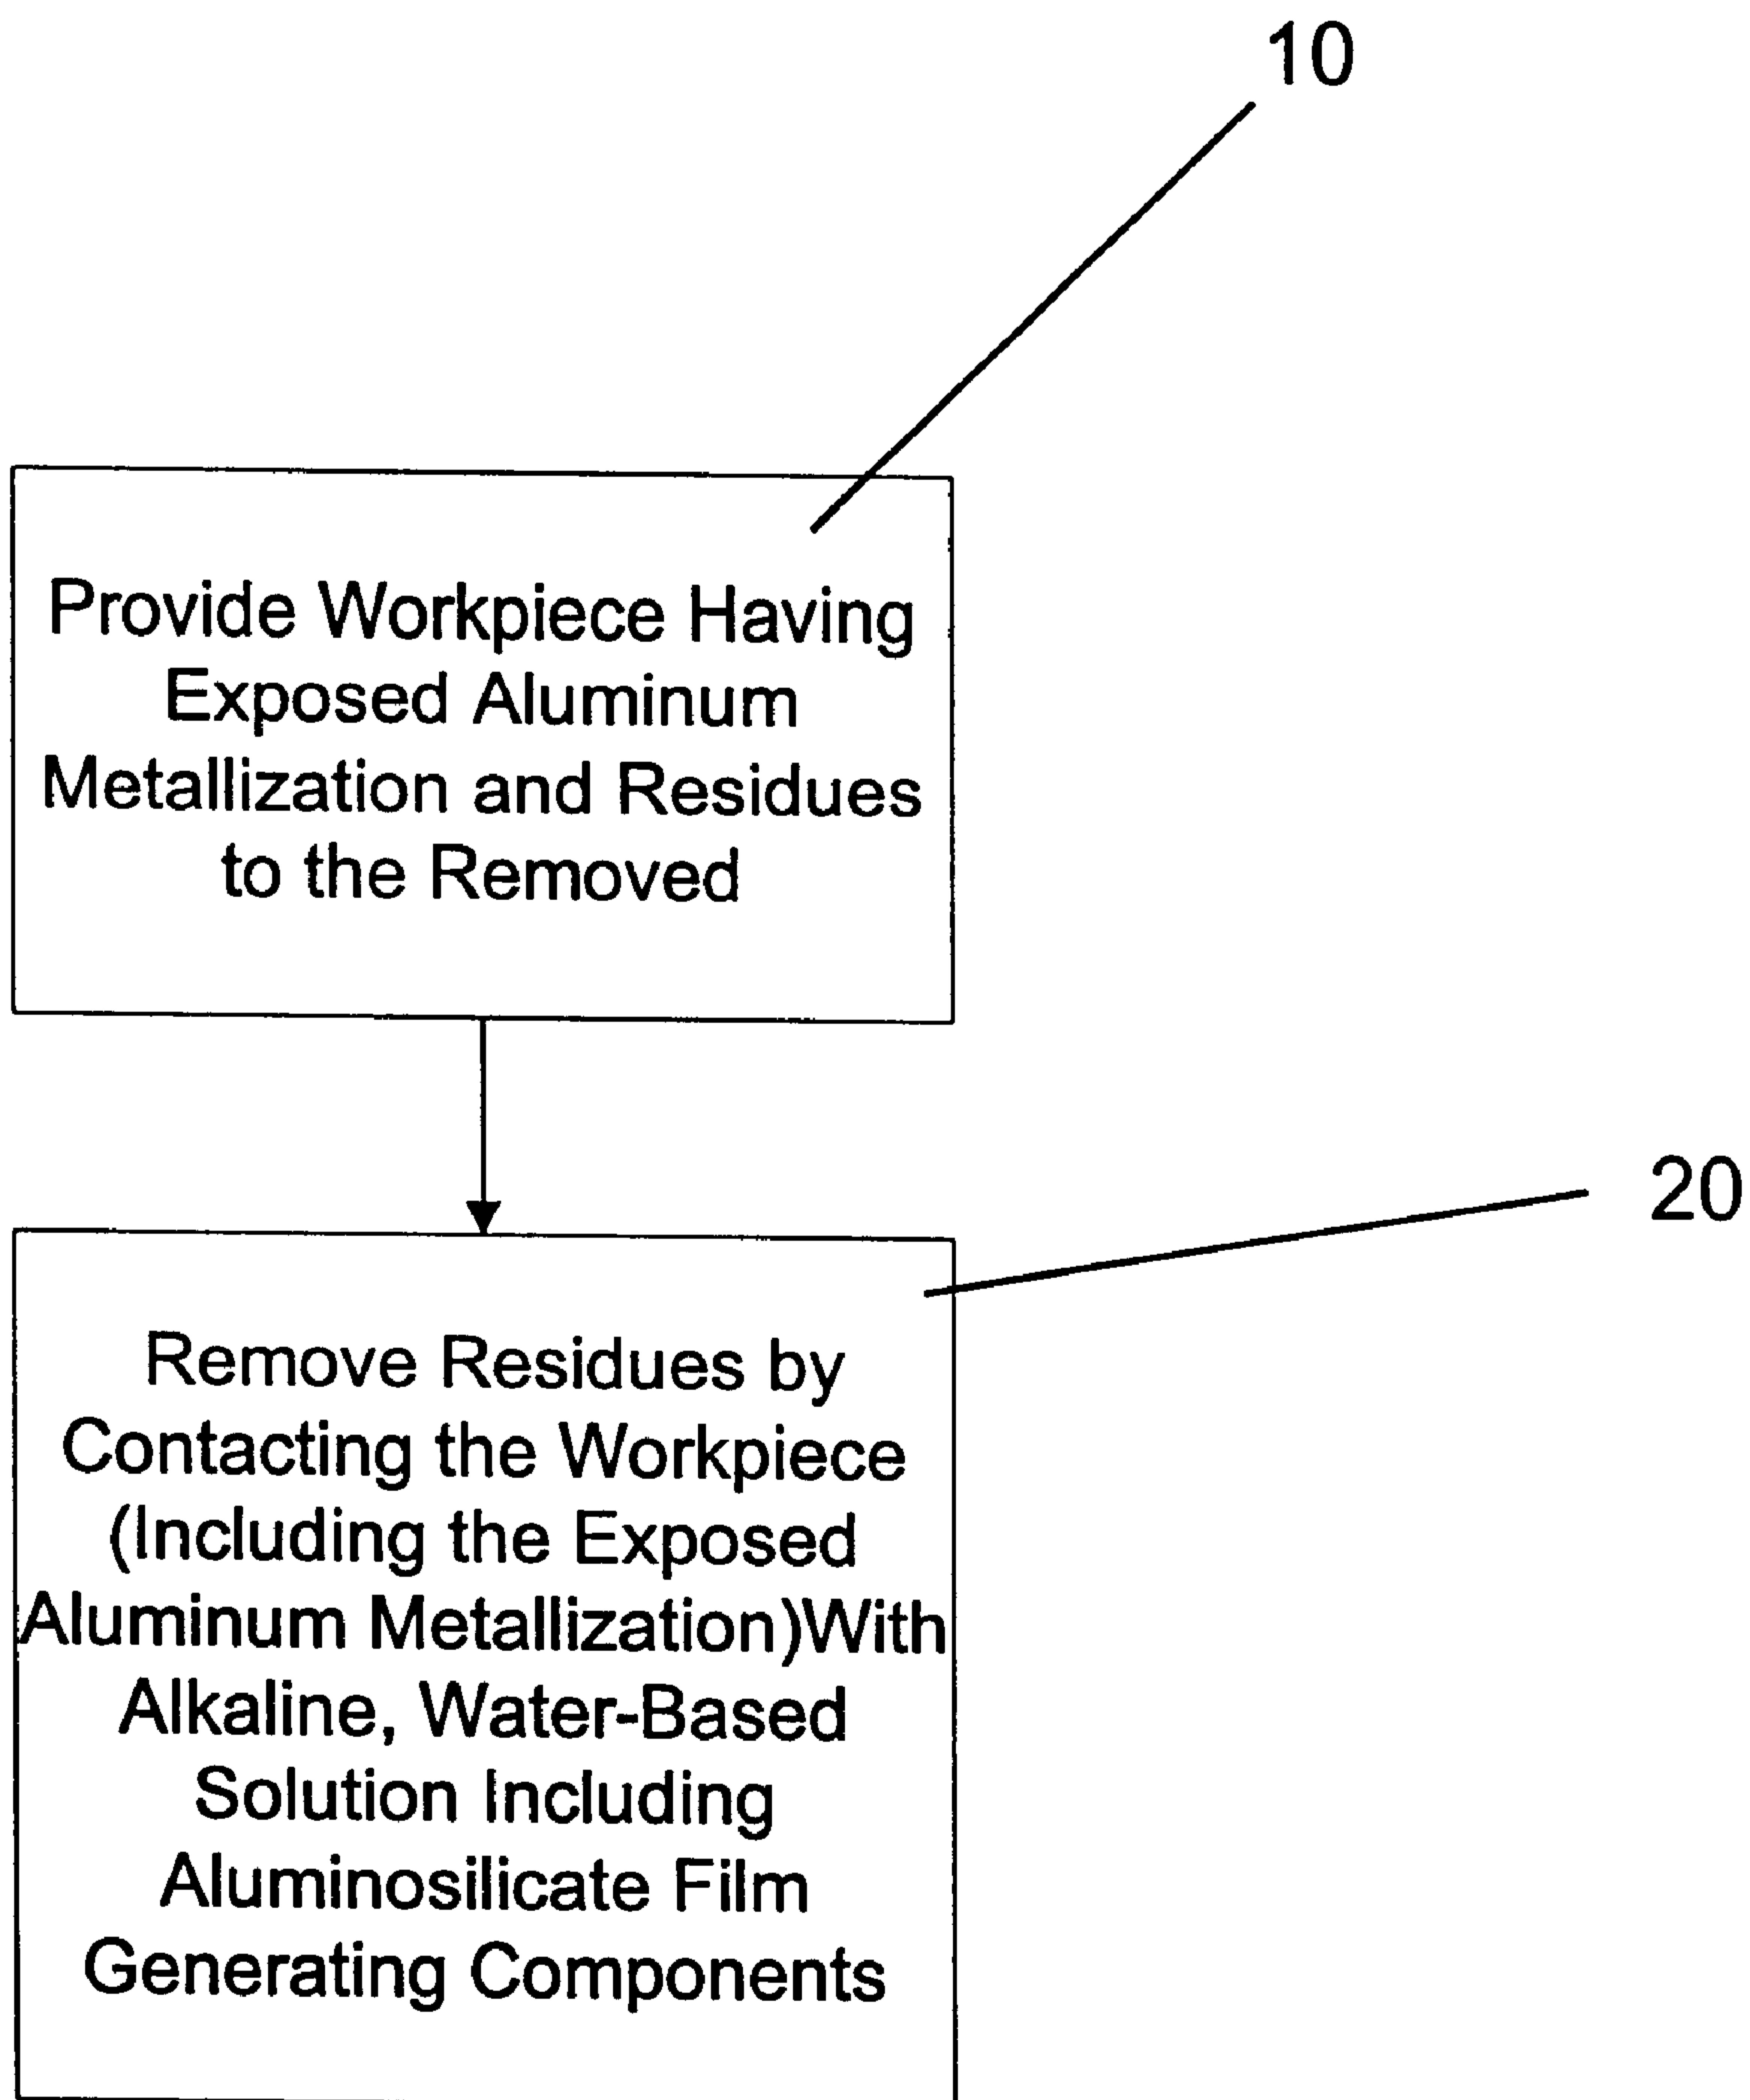 10
Provide Workpiece Having
Exposed Aluminum
Metallization and Residues
to the Removed
20
Remove Residues by
Contacting the Workpiece
(Including the Exposed
Aluminum Metallization)With
Alkaline, Water-Based
Solution Including
Aluminosilicate Film
Generating Components